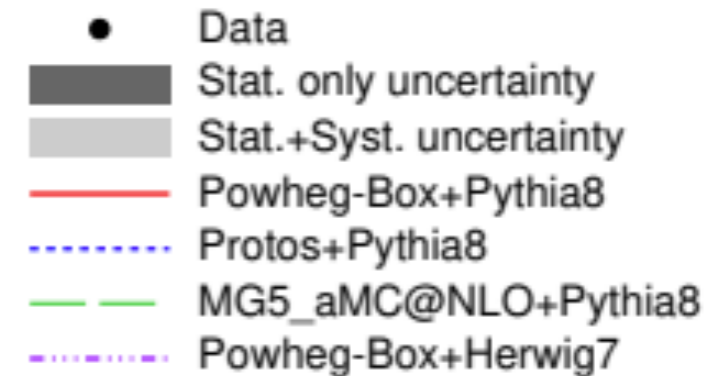 Data
Stat. only uncertainty
Stat.+Syst. uncertainty
Powheg-Box+Pythia8
Protos+Pythia8
MG5_aMC@NLO+Pythia8
Powheg-Box+Herwig7